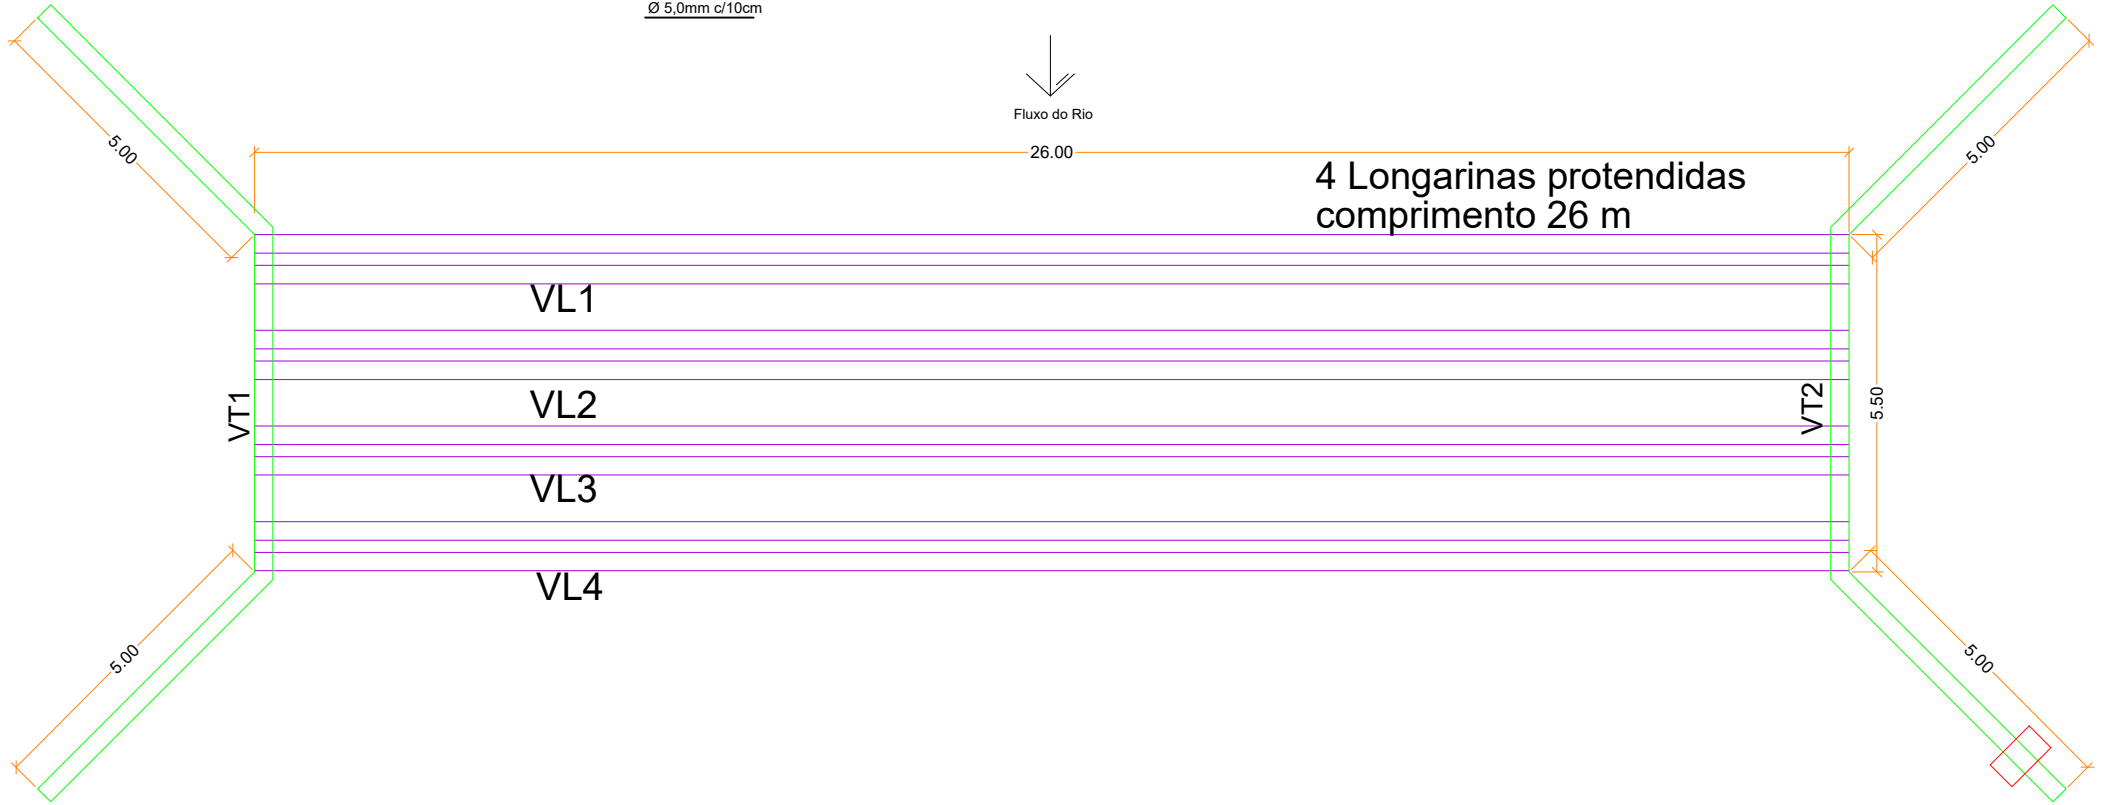 Ø 5,0mm c/10cm
Fluxo do Rio
5.00
26.00
5.00
4 Longarinas protendidas
comprimento 26 m
VL1
VT1
VL2
VT2
5.50
VL3
VL4
5.00
5.00